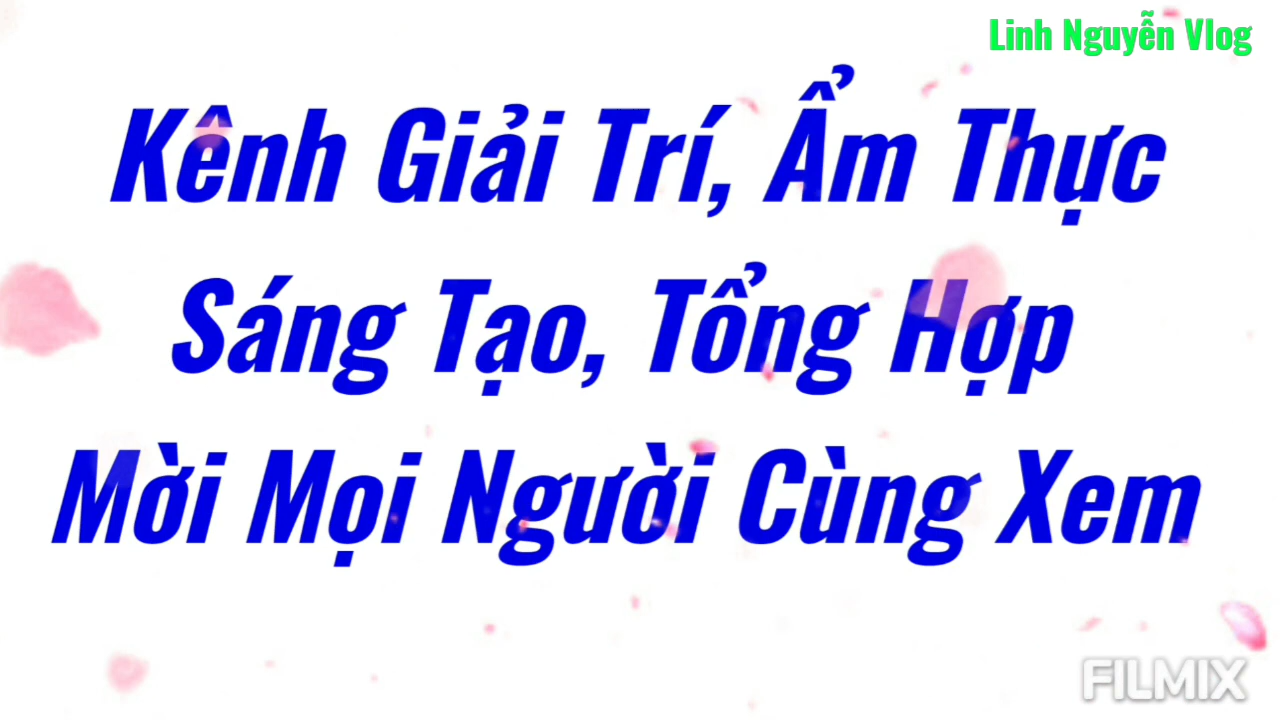 Linh Nguyễn Vlog
Kênh Giải Trí, Ẩm Thực
Sáng Tạo, Tổng Hợp
Mời Mọi Người Cùng Xem
FILMIX